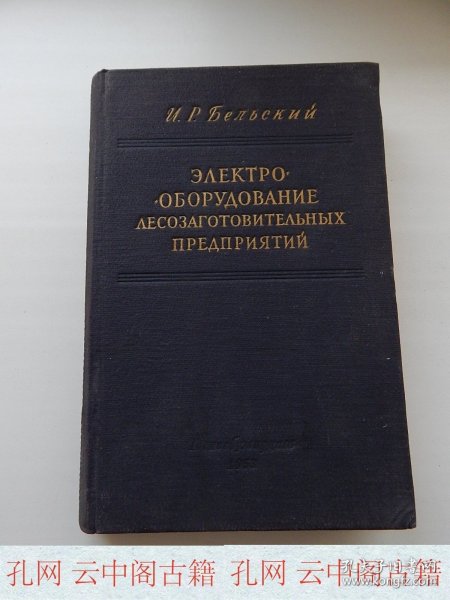 И. Р. Бельский
ЭЛЕКТРО-
-ОБОРУДОВАНИЕ
ЛЕСОЗАГОТОВИТЕЛЬНЫХ
ПРЕДПРИЯТИЙ
孔网 云中阁古籍 孔网 云中阁古籍